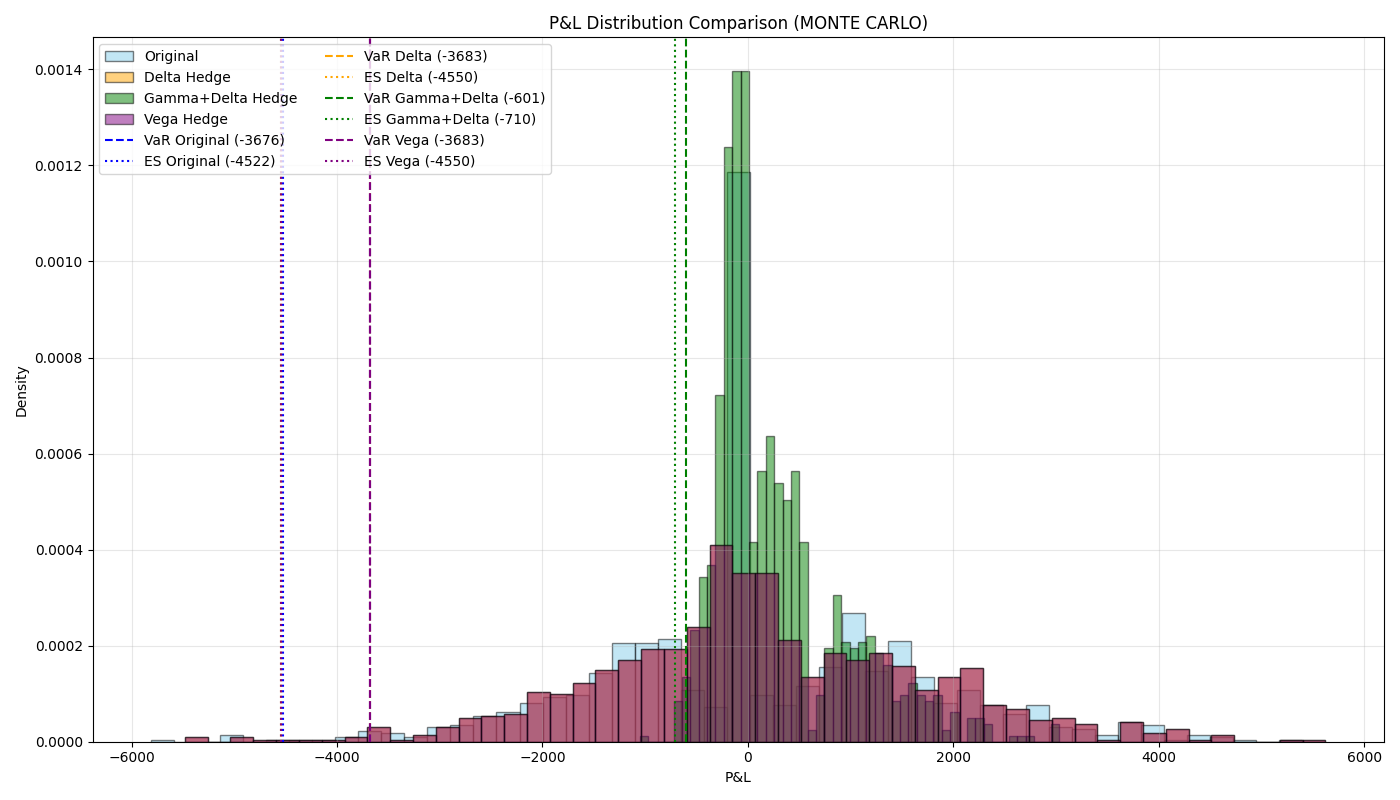 P&L Distribution Comparison (MONTE CARLO)
Original
Delta Hedge
Gamma+Delta Hedge
Vega Hedge
VaR Original (-3676)
ES Original (-4522)
VaR Delta (-3683)
ES Delta (-4550)
VaR Gamma+Delta (-601)
ES Gamma+Delta (-710)
VaR Vega (-3683)
ES Vega (-4550)
Density
0.0014
0.0012
0.0010
0.0008
0.0006
0.0004
0.0002
0.0000
−6000
−4000
−2000
0
2000
4000
6000
P&L